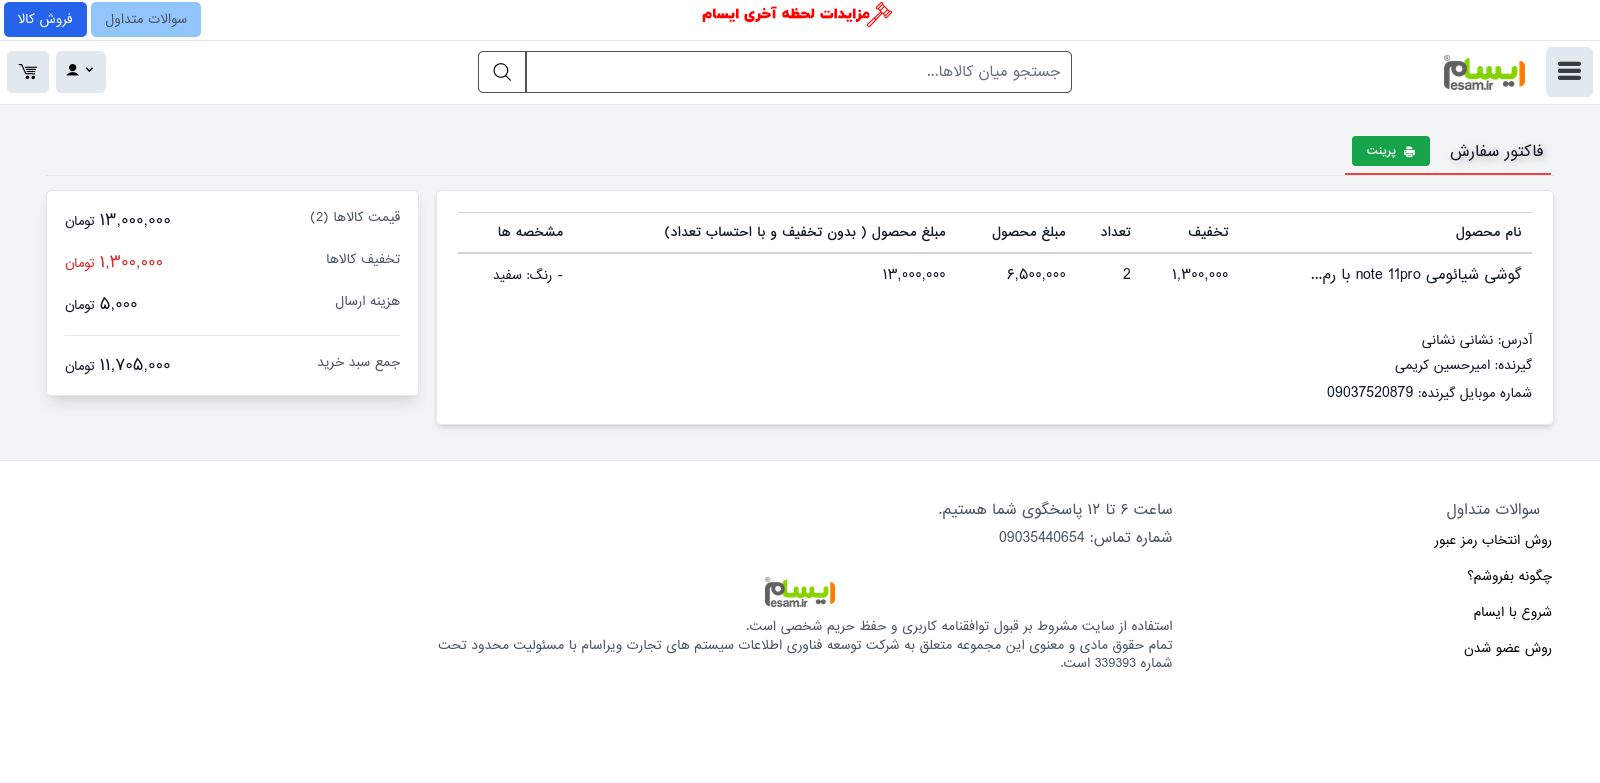 مزایدات لحظه آخری ایسام
سوالات متداول
فروش کالا
ایسام
esam.ir
جستجو میان کالاها...
فاکتور سفارش
پرینت
نام محصول
تخفیف
تعداد
مبلغ محصول
مبلغ محصول ( بدون تخفیف و با احتساب تعداد)
مشخصه ها
گوشی شیائومی note 11pro با رم...
۱,۳۰۰,۰۰۰
2
۶,۵۰۰,۰۰۰
۱۳,۰۰۰,۰۰۰
- رنگ: سفید
آدرس: نشانی نشانی
گیرنده: امیرحسین کریمی
شماره موبایل گیرنده: 09037520879
قیمت کالاها (2)
۱۳,۰۰۰,۰۰۰ تومان
تخفیف کالاها
۱,۳۰۰,۰۰۰ تومان
هزینه ارسال
۵,۰۰۰ تومان
جمع سبد خرید
۱۱,۷۰۵,۰۰۰ تومان
سوالات متداول
روش انتخاب رمز عبور
چگونه بفروشم؟
شروع با ایسام
روش عضو شدن
ساعت ۶ تا ۱۲ پاسخگوی شما هستیم.
شماره تماس: 09035440654
ایسام
esam.ir
استفاده از سایت مشروط بر قبول توافقنامه کاربری و حفظ حریم شخصی است.
تمام حقوق مادی و معنوی این مجموعه متعلق به شرکت توسعه فناوری اطلاعات سیستم های تجارت ویرآسام با مسئولیت محدود تحت
شماره 339393 است.